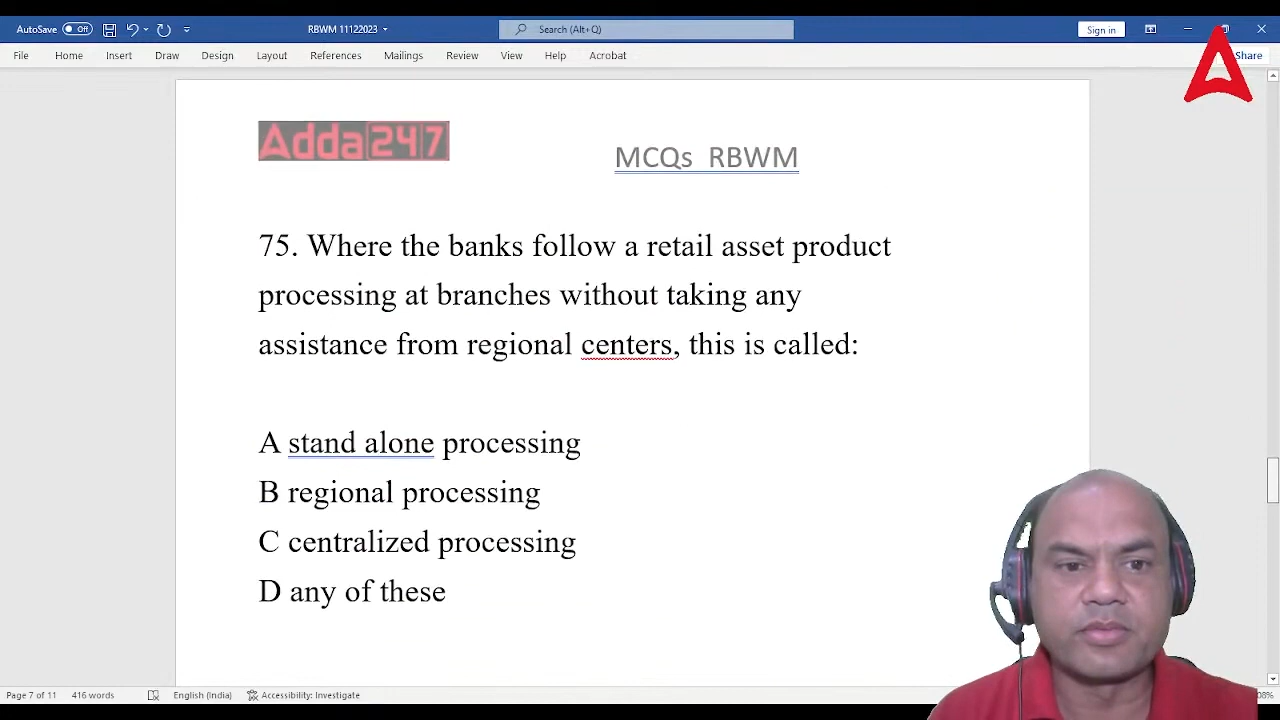 AutoSave Off RBWM 11122023 Search (Alt+Q) Sign in
File Home Insert Draw Design Layout References Mailings Review View Help Acrobat Share
Adda247
MCQs RBWM
75. Where the banks follow a retail asset product
processing at branches without taking any
assistance from regional centers, this is called:
A stand alone processing
B regional processing
C centralized processing
D any of these
Page 7 of 11 416 words English (India) Accessibility: Investigate